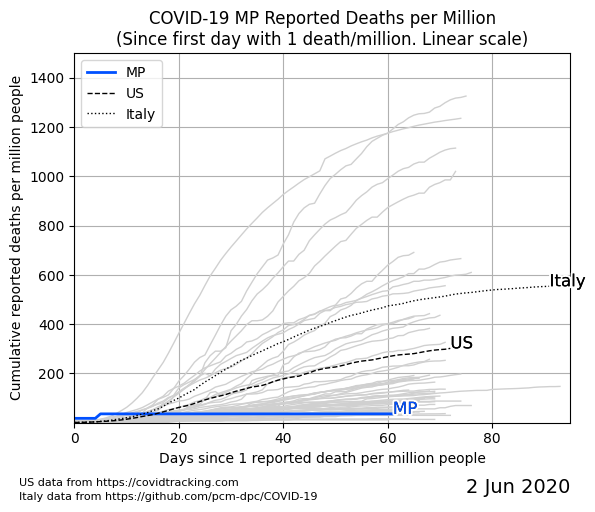 COVID-19 MP Reported Deaths per Million
(Since first day with 1 death/million. Linear scale)
Cumulative reported deaths per million people
1400
1200
1000
800
600
400
200
MP
US
Italy
Italy
US
MP
0
20
40
60
80
Days since 1 reported death per million people
US data from https://covidtracking.com
Italy data from https://github.com/pcm-dpc/COVID-19
2 Jun 2020